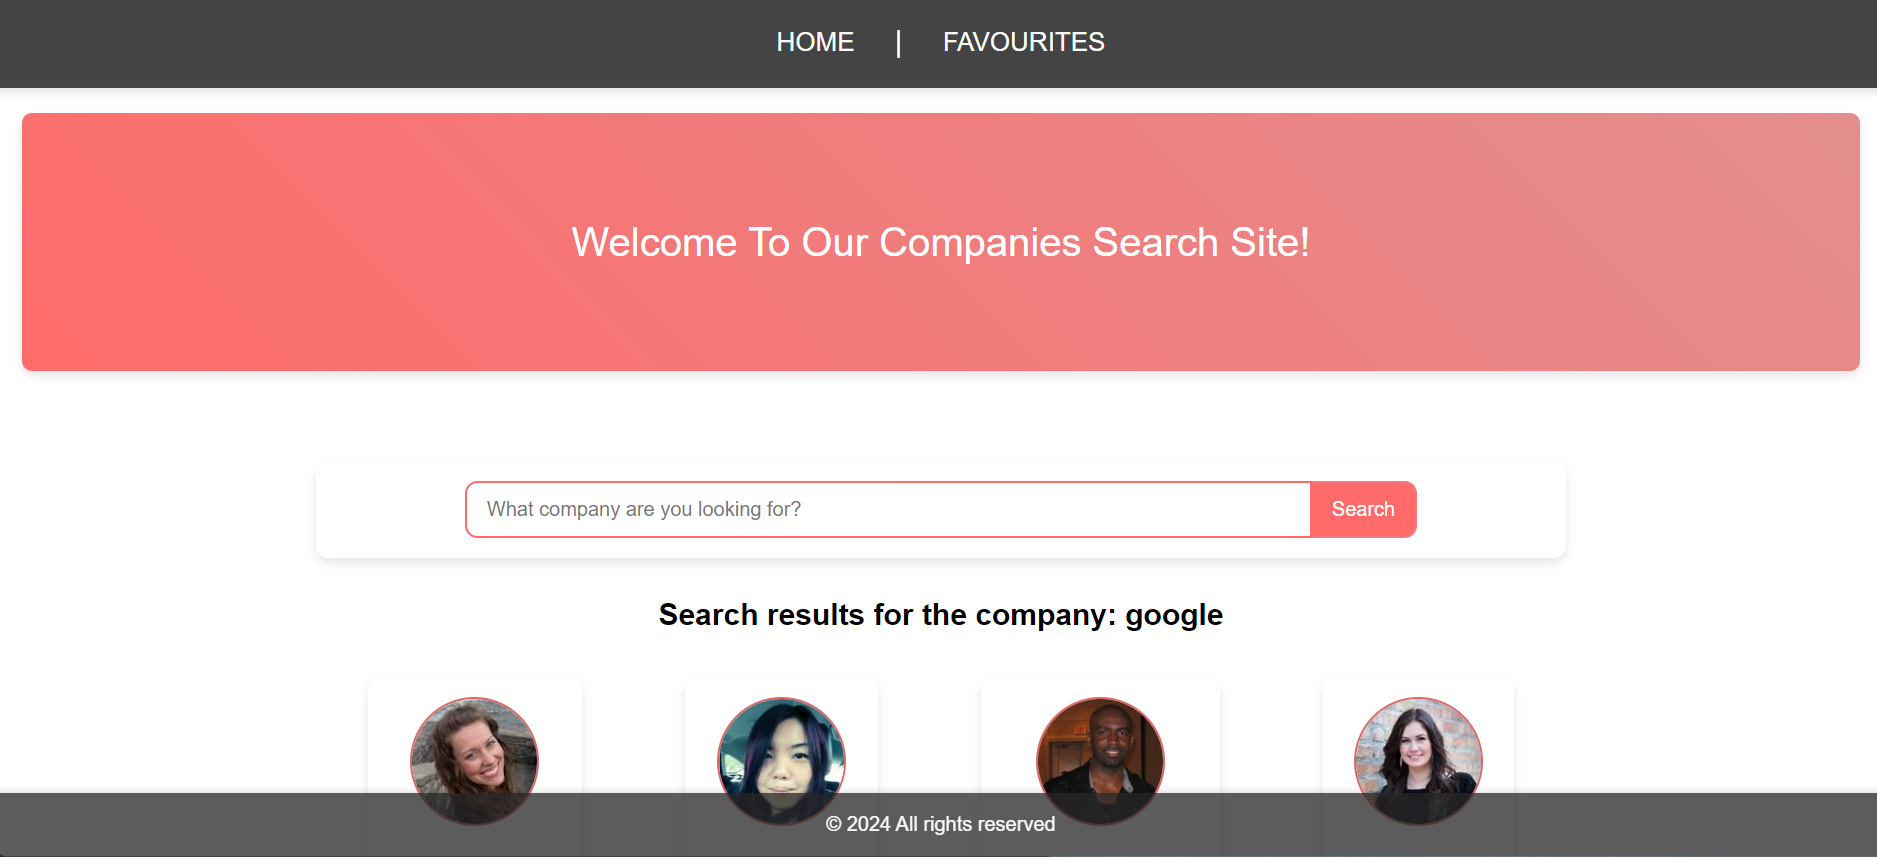 HOME | FAVOURITES
Welcome To Our Companies Search Site!
What company are you looking for? Search
Search results for the company: google
© 2024 All rights reserved